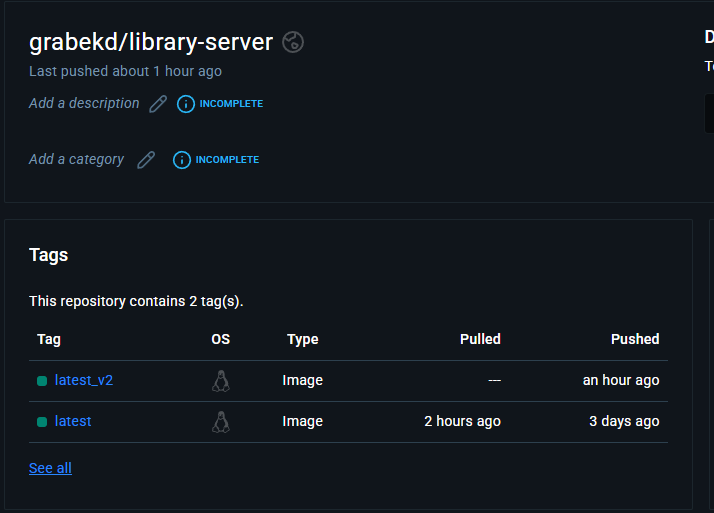 grabekd/library-server
Last pushed about 1 hour ago
Add a description INCOMPLETE
Add a category INCOMPLETE
Tags
This repository contains 2 tag(s).
Tag OS Type Pulled Pushed
latest_v2 Image --- an hour ago
latest Image 2 hours ago 3 days ago
See all